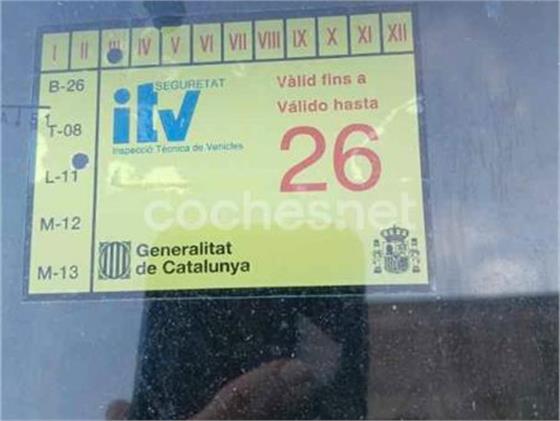 I II III IV V VI VII VIII IX X XI XII
B-26
T-08
L-11
M-12
M-13
SEGURETAT
itv
Inspecció Tècnica de Vehicles
Vàlid fins a
Válido hasta
26
coches.net
Generalitat
de Catalunya